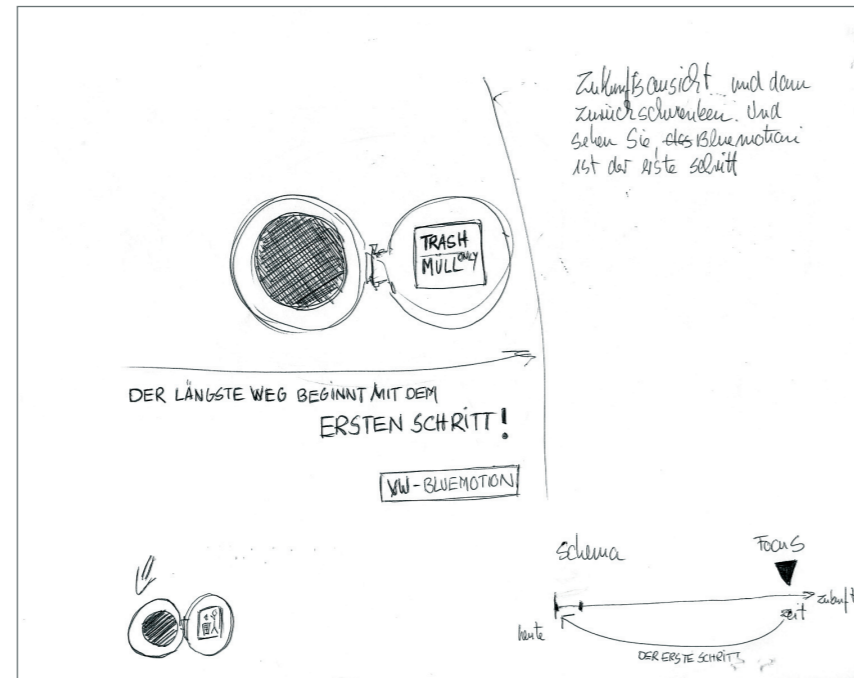 Zukunftsansicht und dann
zurückschwenken. Und
sehen Sie, das Bluemotion
ist der erste Schritt
TRASH
MÜLL ONLY
DER LÄNGSTE WEG BEGINNT MIT DEM
ERSTEN SCHRITT!
VW-BLUEMOTION
Schema
Focus
heute
Zukunft
Zeit
DER ERSTE SCHRITT